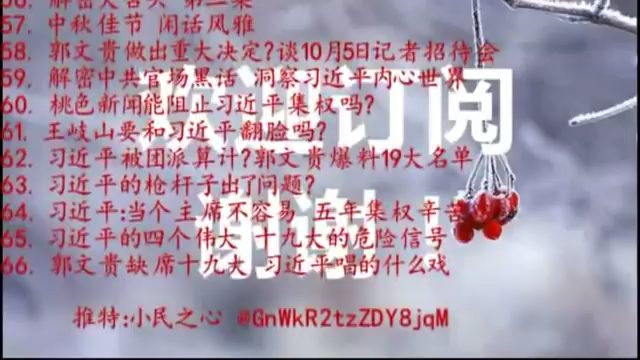 57. 中秋佳节 闲话风雅
58. 郭文贵做出重大决定?谈10月5日记者招待会
59. 解密中共官场黑话 洞察习近平内心世界
60. 桃色新闻能阻止习近平集权吗?
61. 王岐山要和习近平翻脸吗?
62. 习近平被团派算计?郭文贵爆料19大名单
63. 习近平的枪杆子出了问题?
64. 习近平:当个主席不容易 五年集权辛苦
65. 习近平的四个伟大 十九大的危险信号
66. 郭文贵缺席十九大 习近平唱的什么戏
欢迎订阅
谢谢
推特:小民之心 @GnWkR2tzZDY8jqM